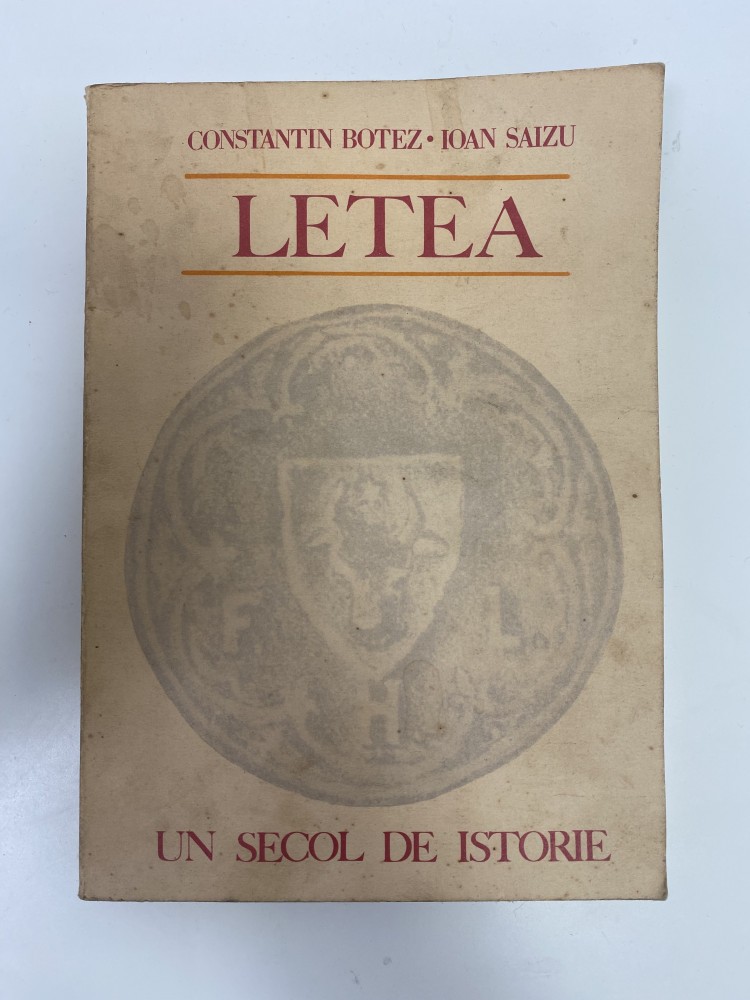 CONSTANTIN BOTEZ • IOAN SAIZU
LETEA
F L
H
UN SECOL DE ISTORIE